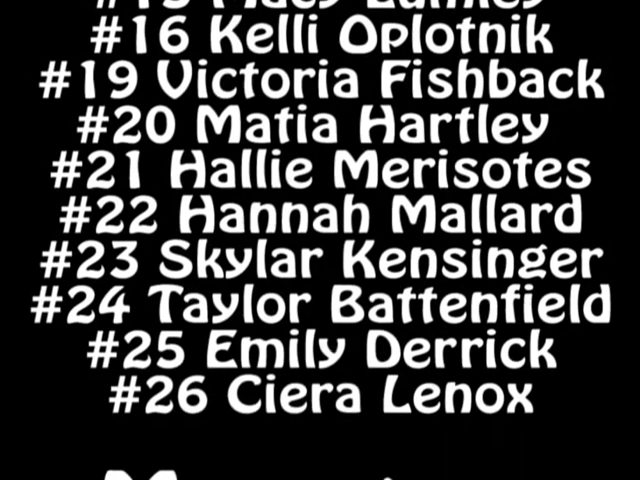 #16 Kelli Oplotnik
#19 Victoria Fishback
#20 Matia Hartley
#21 Hallie Merisotes
#22 Hannah Mallard
#23 Skylar Kensinger
#24 Taylor Battenfield
#25 Emily Derrick
#26 Ciera Lenox